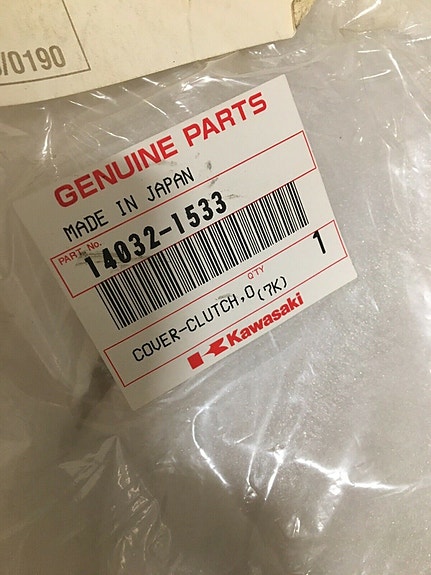 /0190
GENUINE PARTS
MADE IN JAPAN
PART No.
14032-1533
QTY
1
COVER-CLUTCH,O(7K)
Kawasaki